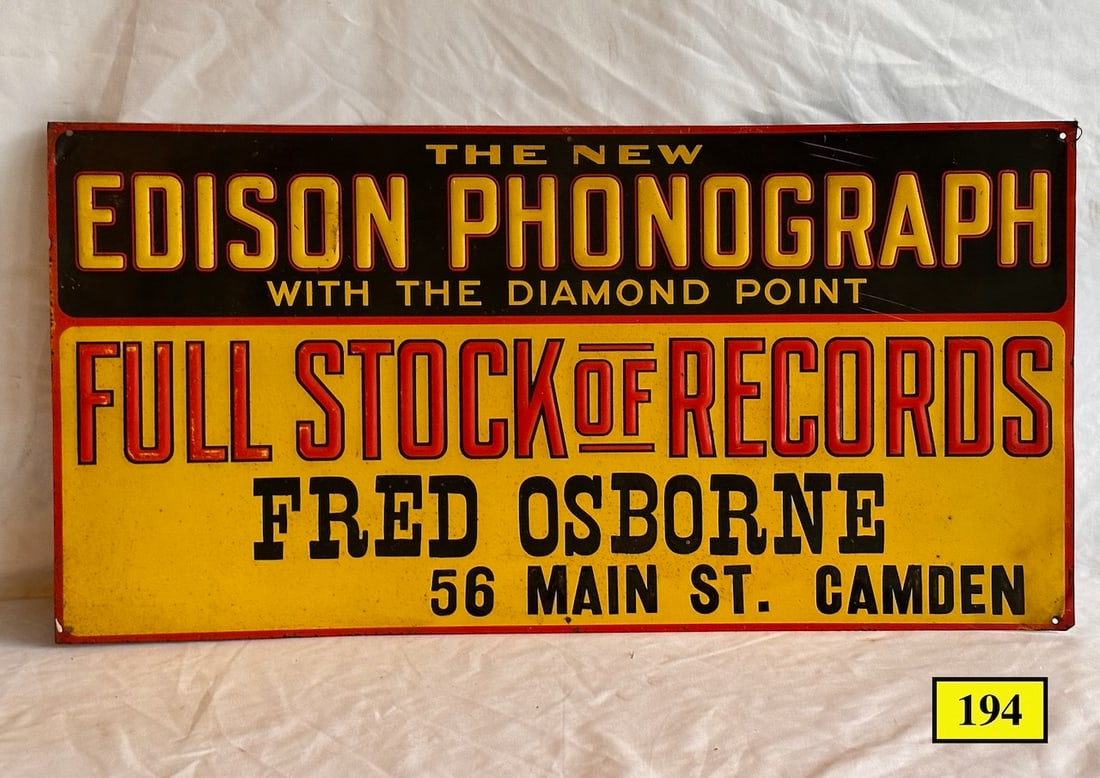 THE NEW
EDISON PHONOGRAPH
WITH THE DIAMOND POINT
FULL STOCK OF RECORDS
FRED OSBORNE
56 MAIN ST. CAMDEN
194